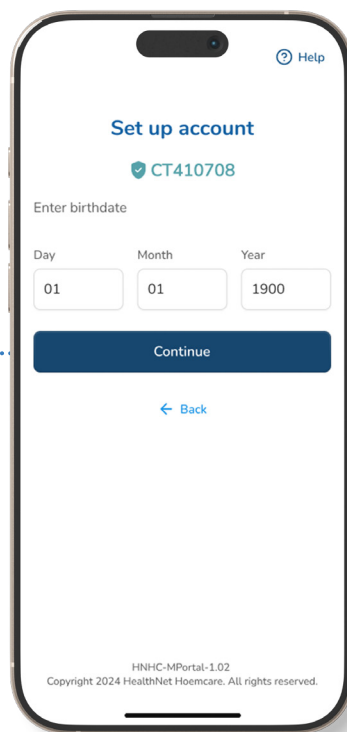 Help
Set up account
CT410708
Enter birthdate
Day Month Year
01 01 1900
Continue
← Back
HNHC-MPortal-1.02
Copyright 2024 HealthNet Hoemcare. All rights reserved.